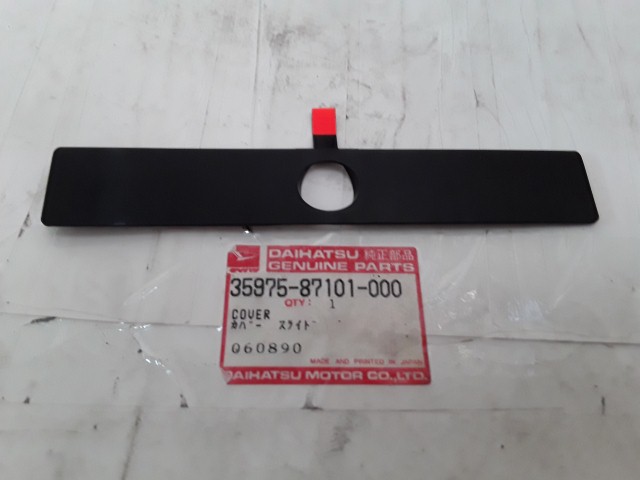 DAIHATSU 純正部品
GENUINE PARTS
35975-87101-000
QTY: 1
COVER
カバー スライド
Q60890
MADE AND PRINTED IN JAPAN
DAIHATSU MOTOR CO.,LTD.